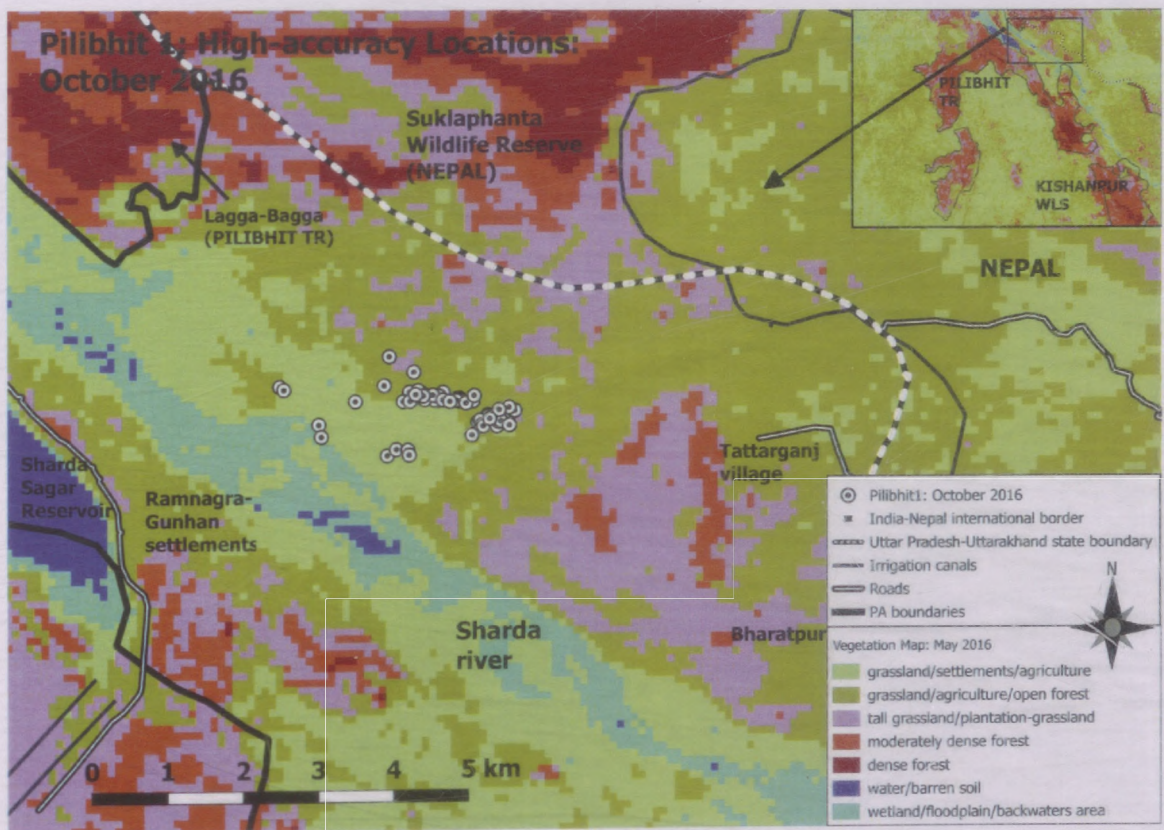 Pilibhit 1: High-accuracy Locations:
October 2016
Suklaphanta
Wildlife Reserve
(NEPAL)
Lagga-Bagga
(PILIBHIT TR)
PILIBHIT
TR
KISHANPUR
WLS
NEPAL
Sharda
Sagar
Reservoir
Ramnagra-
Gunhan
settlements
Tattarganj
village
Sharda
river
Bharatpur
0 1 2 3 4 5 km
Pilibhit1: October 2016
India-Nepal international border
Uttar Pradesh-Uttarakhand state boundary
Irrigation canals
Roads
PA boundaries
N
Vegetation Map: May 2016
grassland/settlements/agriculture
grassland/agriculture/open forest
tall grassland/plantation-grassland
moderately dense forest
dense forest
water/barren soil
wetland/floodplain/backwaters area